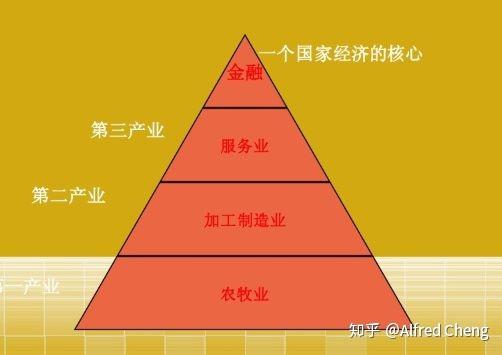 一个国家经济的核心
金融
第三产业
服务业
第二产业
加工制造业
第一产业
农牧业
知乎 @Alfred Cheng